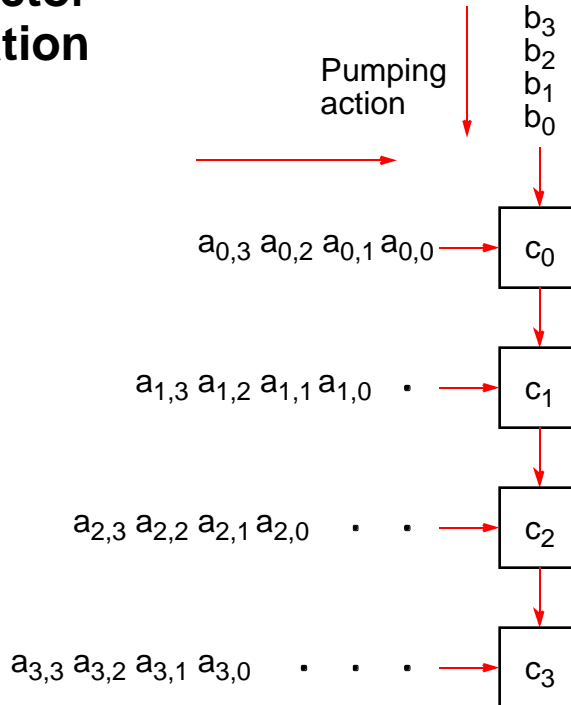 Pumping
action
b3
b2
b1
b0
a0,3 a0,2 a0,1 a0,0
c0
a1,3 a1,2 a1,1 a1,0 .
c1
a2,3 a2,2 a2,1 a2,0 . .
c2
a3,3 a3,2 a3,1 a3,0 . . .
c3